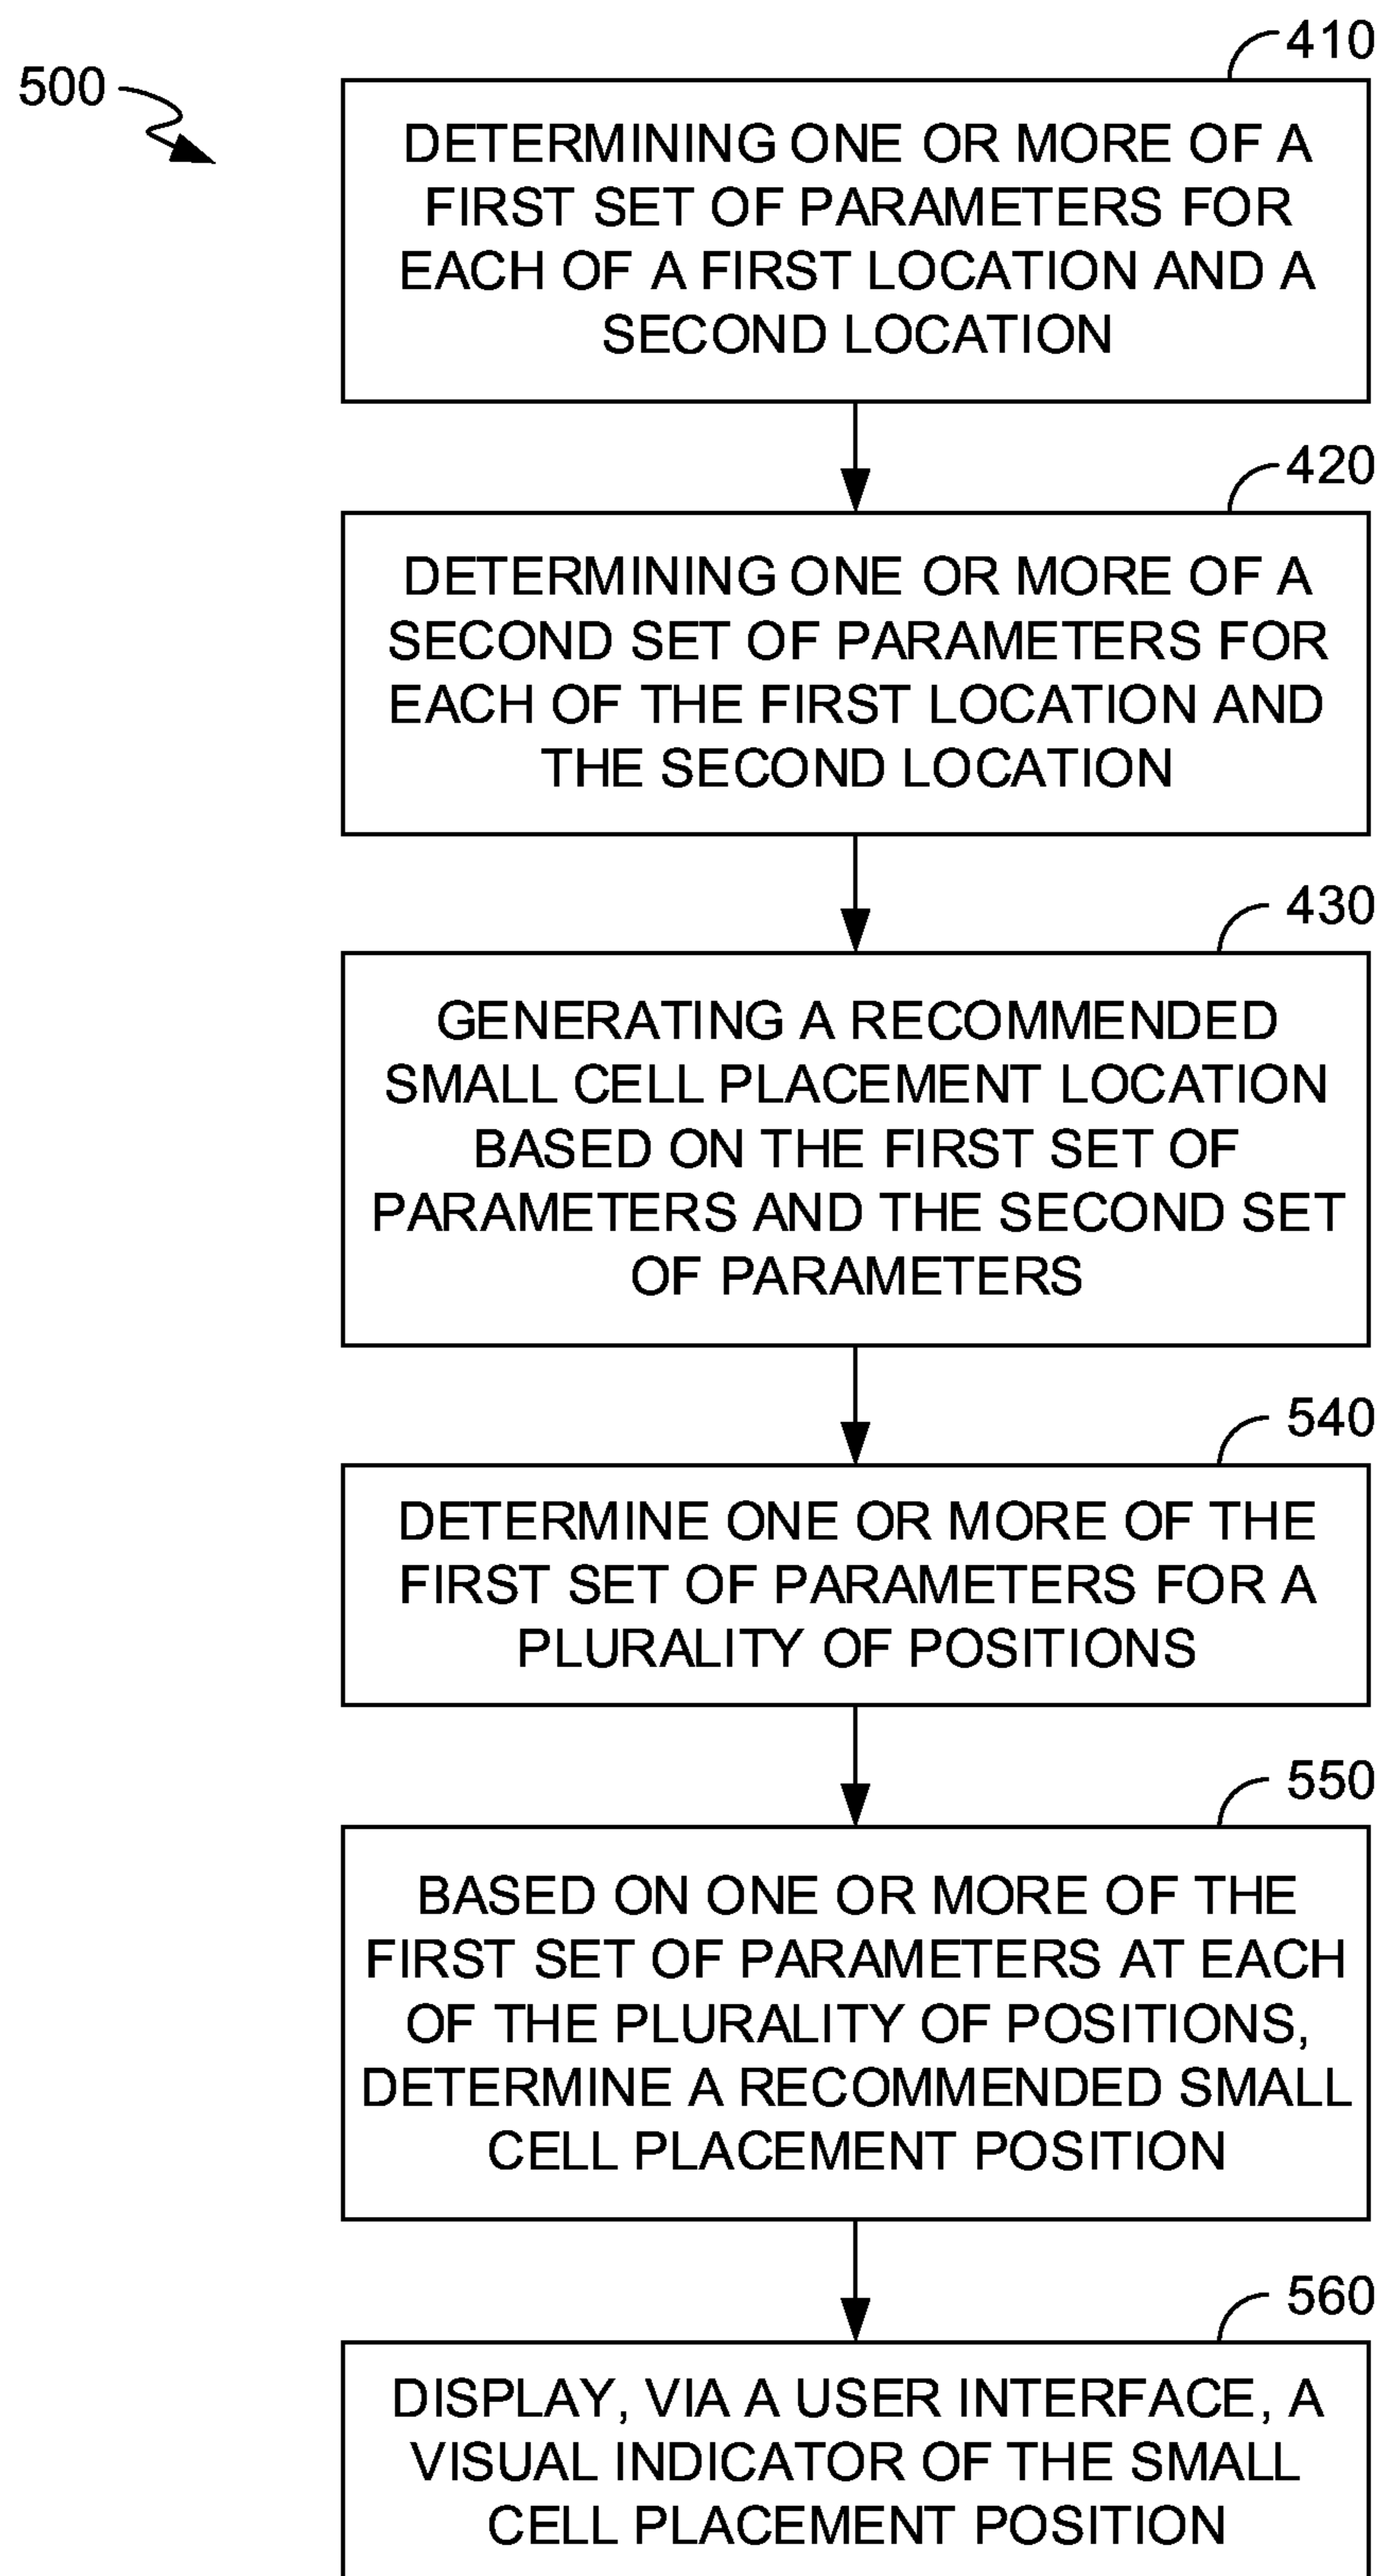 410
500
DETERMINING ONE OR MORE OF A
FIRST SET OF PARAMETERS FOR
EACH OF A FIRST LOCATION AND A
SECOND LOCATION
420
DETERMINING ONE OR MORE OF A
SECOND SET OF PARAMETERS FOR
EACH OF THE FIRST LOCATION AND
THE SECOND LOCATION
430
GENERATING A RECOMMENDED
SMALL CELL PLACEMENT LOCATION
BASED ON THE FIRST SET OF
PARAMETERS AND THE SECOND SET
OF PARAMETERS
540
DETERMINE ONE OR MORE OF THE
FIRST SET OF PARAMETERS FOR A
PLURALITY OF POSITIONS
550
BASED ON ONE OR MORE OF THE
FIRST SET OF PARAMETERS AT EACH
OF THE PLURALITY OF POSITIONS,
DETERMINE A RECOMMENDED SMALL
CELL PLACEMENT POSITION
560
DISPLAY, VIA A USER INTERFACE, A
VISUAL INDICATOR OF THE SMALL
CELL PLACEMENT POSITION